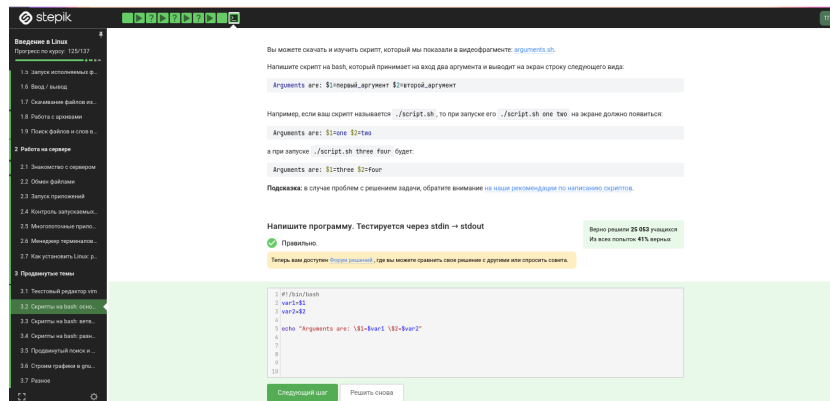 stepik
Введение в Linux
Прогресс по курсу: 125/137
1.5 Запуск исполняемых ф...
1.6 Ввод / вывод
1.7 Скачивание файлов из...
1.8 Работа с архивами
1.9 Поиск файлов и слов в...
2 Работа на сервере
2.1 Знакомство с сервером
2.2 Обмен файлами
2.3 Запуск приложений
2.4 Контроль запускаемых...
2.5 Многопоточные прило...
2.6 Менеджер терминалов...
2.7 Как установить Linux: р...
3 Продвинутые темы
3.1 Текстовый редактор vim
3.2 Скрипты на bash: осно...
3.3 Скрипты на bash: ветв...
3.4 Скрипты на bash: разн...
3.5 Продвинутый поиск и ...
3.6 Строим графики в gnu...
3.7 Разное
Вы можете скачать и изучить скрипт, который мы показали в видеофрагменте: arguments.sh.
Напишите скрипт на bash, который принимает на вход два аргумента и выводит на экран строку следующего вида:
Arguments are: $1=первый_аргумент $2=второй_аргумент
Например, если ваш скрипт называется ./script.sh , то при запуске его ./script.sh one two на экране должно появиться:
Arguments are: $1=one $2=two
а при запуске ./script.sh three four будет:
Arguments are: $1=three $2=four
Подсказка: в случае проблем с решением задачи, обратите внимание на наши рекомендации по написанию скриптов.
Напишите программу. Тестируется через stdin → stdout
Верно решили 25 053 учащихся
Из всех попыток 41% верных
Правильно.
Теперь вам доступен Форум решений, где вы можете сравнить свое решение с другими или спросить совета.
1 #!/bin/bash
2 var1=$1
3 var2=$2
4
5 echo "Arguments are: \$1=$var1 \$2=$var2"
6
7
8
9
10
Следующий шаг
Решить снова